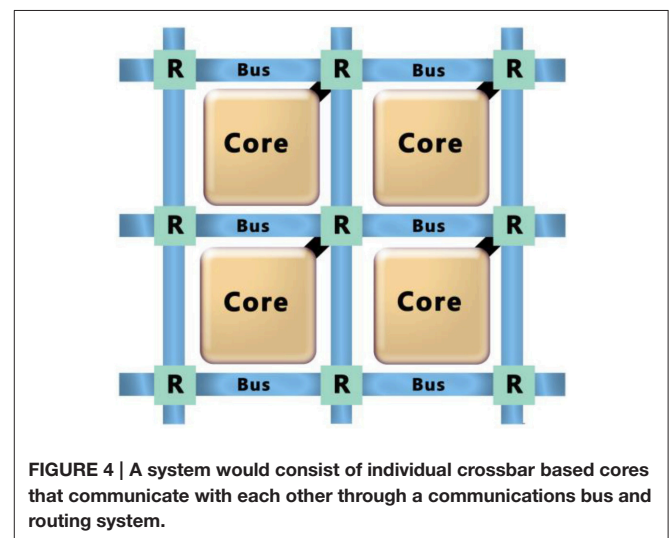 R Bus R Bus R
Core Core
R Bus R Bus R
Core Core
R Bus R Bus R
FIGURE 4 | A system would consist of individual crossbar based cores
that communicate with each other through a communications bus and
routing system.